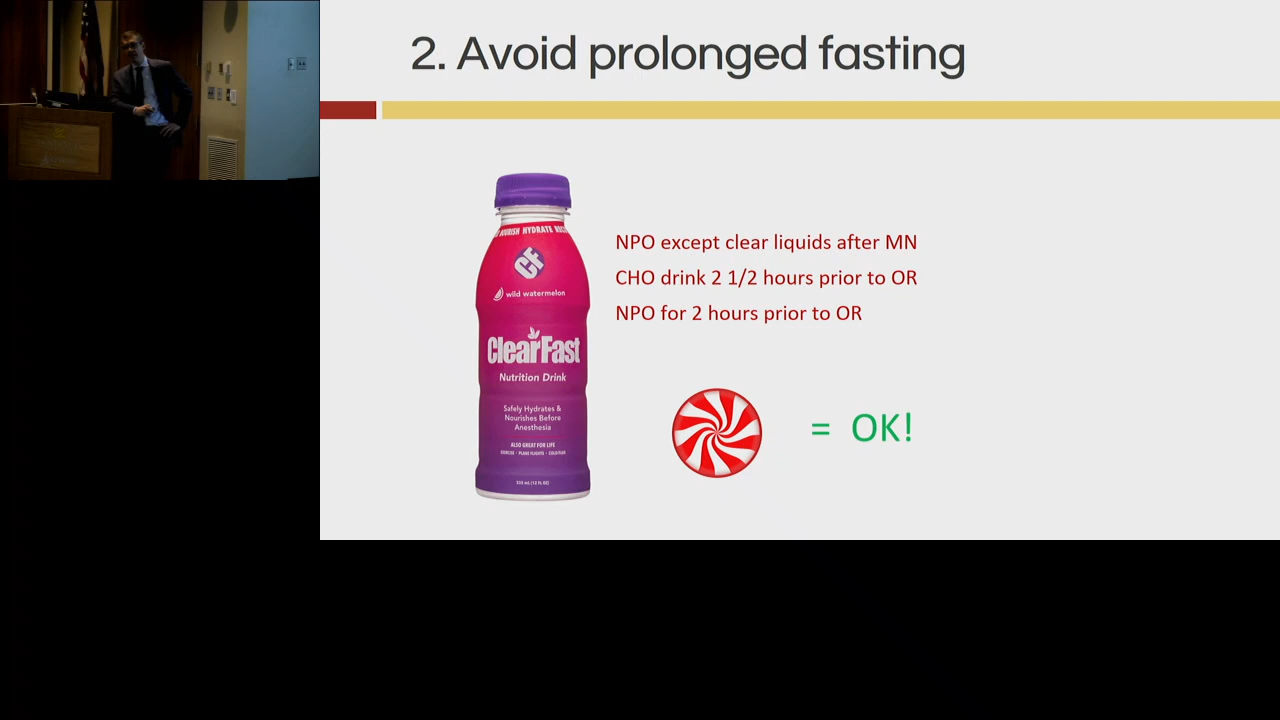 2. Avoid prolonged fasting
NOURISH HYDRATE
CF
wild watermelon
ClearFast
Nutrition Drink
Safely Hydrates &
Nourishes Before
Anesthesia
ALSO GREAT FOR LIFE
NPO except clear liquids after MN
CHO drink 2 1/2 hours prior to OR
NPO for 2 hours prior to OR
= OK!